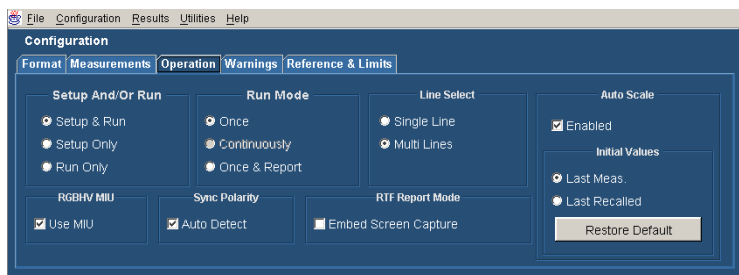 File Configuration Results Utilities Help
Configuration
Format Measurements Operation Warnings Reference & Limits
Setup And/Or Run
Setup & Run
Setup Only
Run Only
Run Mode
Once
Continuously
Once & Report
Line Select
Single Line
Multi Lines
Auto Scale
Enabled
Initial Values
Last Meas.
Last Recalled
Restore Default
RGBHV MIU
Use MIU
Sync Polarity
Auto Detect
RTF Report Mode
Embed Screen Capture